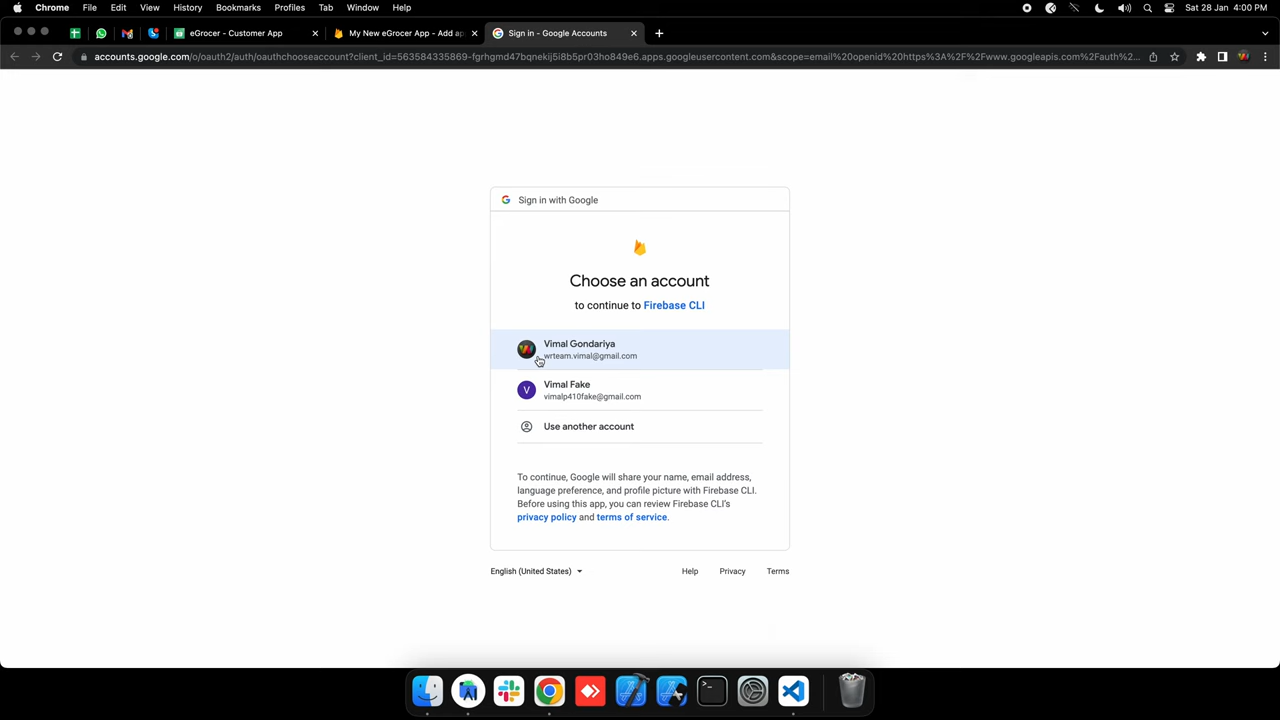 Chrome File Edit View History Bookmarks Profiles Tab Window Help Sat 28 Jan 4:00 PM
eGrocer - Customer App My New eGrocer App - Add ap Sign in - Google Accounts
accounts.google.com/o/oauth2/auth/oauthchooseaccount?client_id=563584335869-fgrhgmd47bqnekij5i8b5pr03ho849e6.apps.googleusercontent.com&scope=email%20openid%20https%3A%2F%2Fwww.googleapis.com%2Fauth%2...
Sign in with Google
Choose an account
to continue to Firebase CLI
Vimal Gondariya
wrteam.vimal@gmail.com
V
Vimal Fake
vimalp410fake@gmail.com
Use another account
To continue, Google will share your name, email address,
language preference, and profile picture with Firebase CLI.
Before using this app, you can review Firebase CLI's
privacy policy and terms of service.
English (United States) Help Privacy Terms